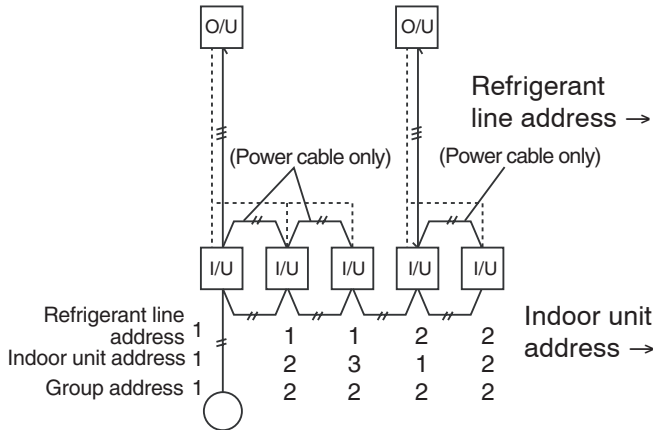 O/U O/U
Refrigerant
line address →
(Power cable only) (Power cable only)
I/U I/U I/U I/U I/U
Refrigerant line
address 1 1 1 2 2
Indoor unit address 1 2 3 1 2
Group address 1 2 2 2 2
Indoor unit
address →